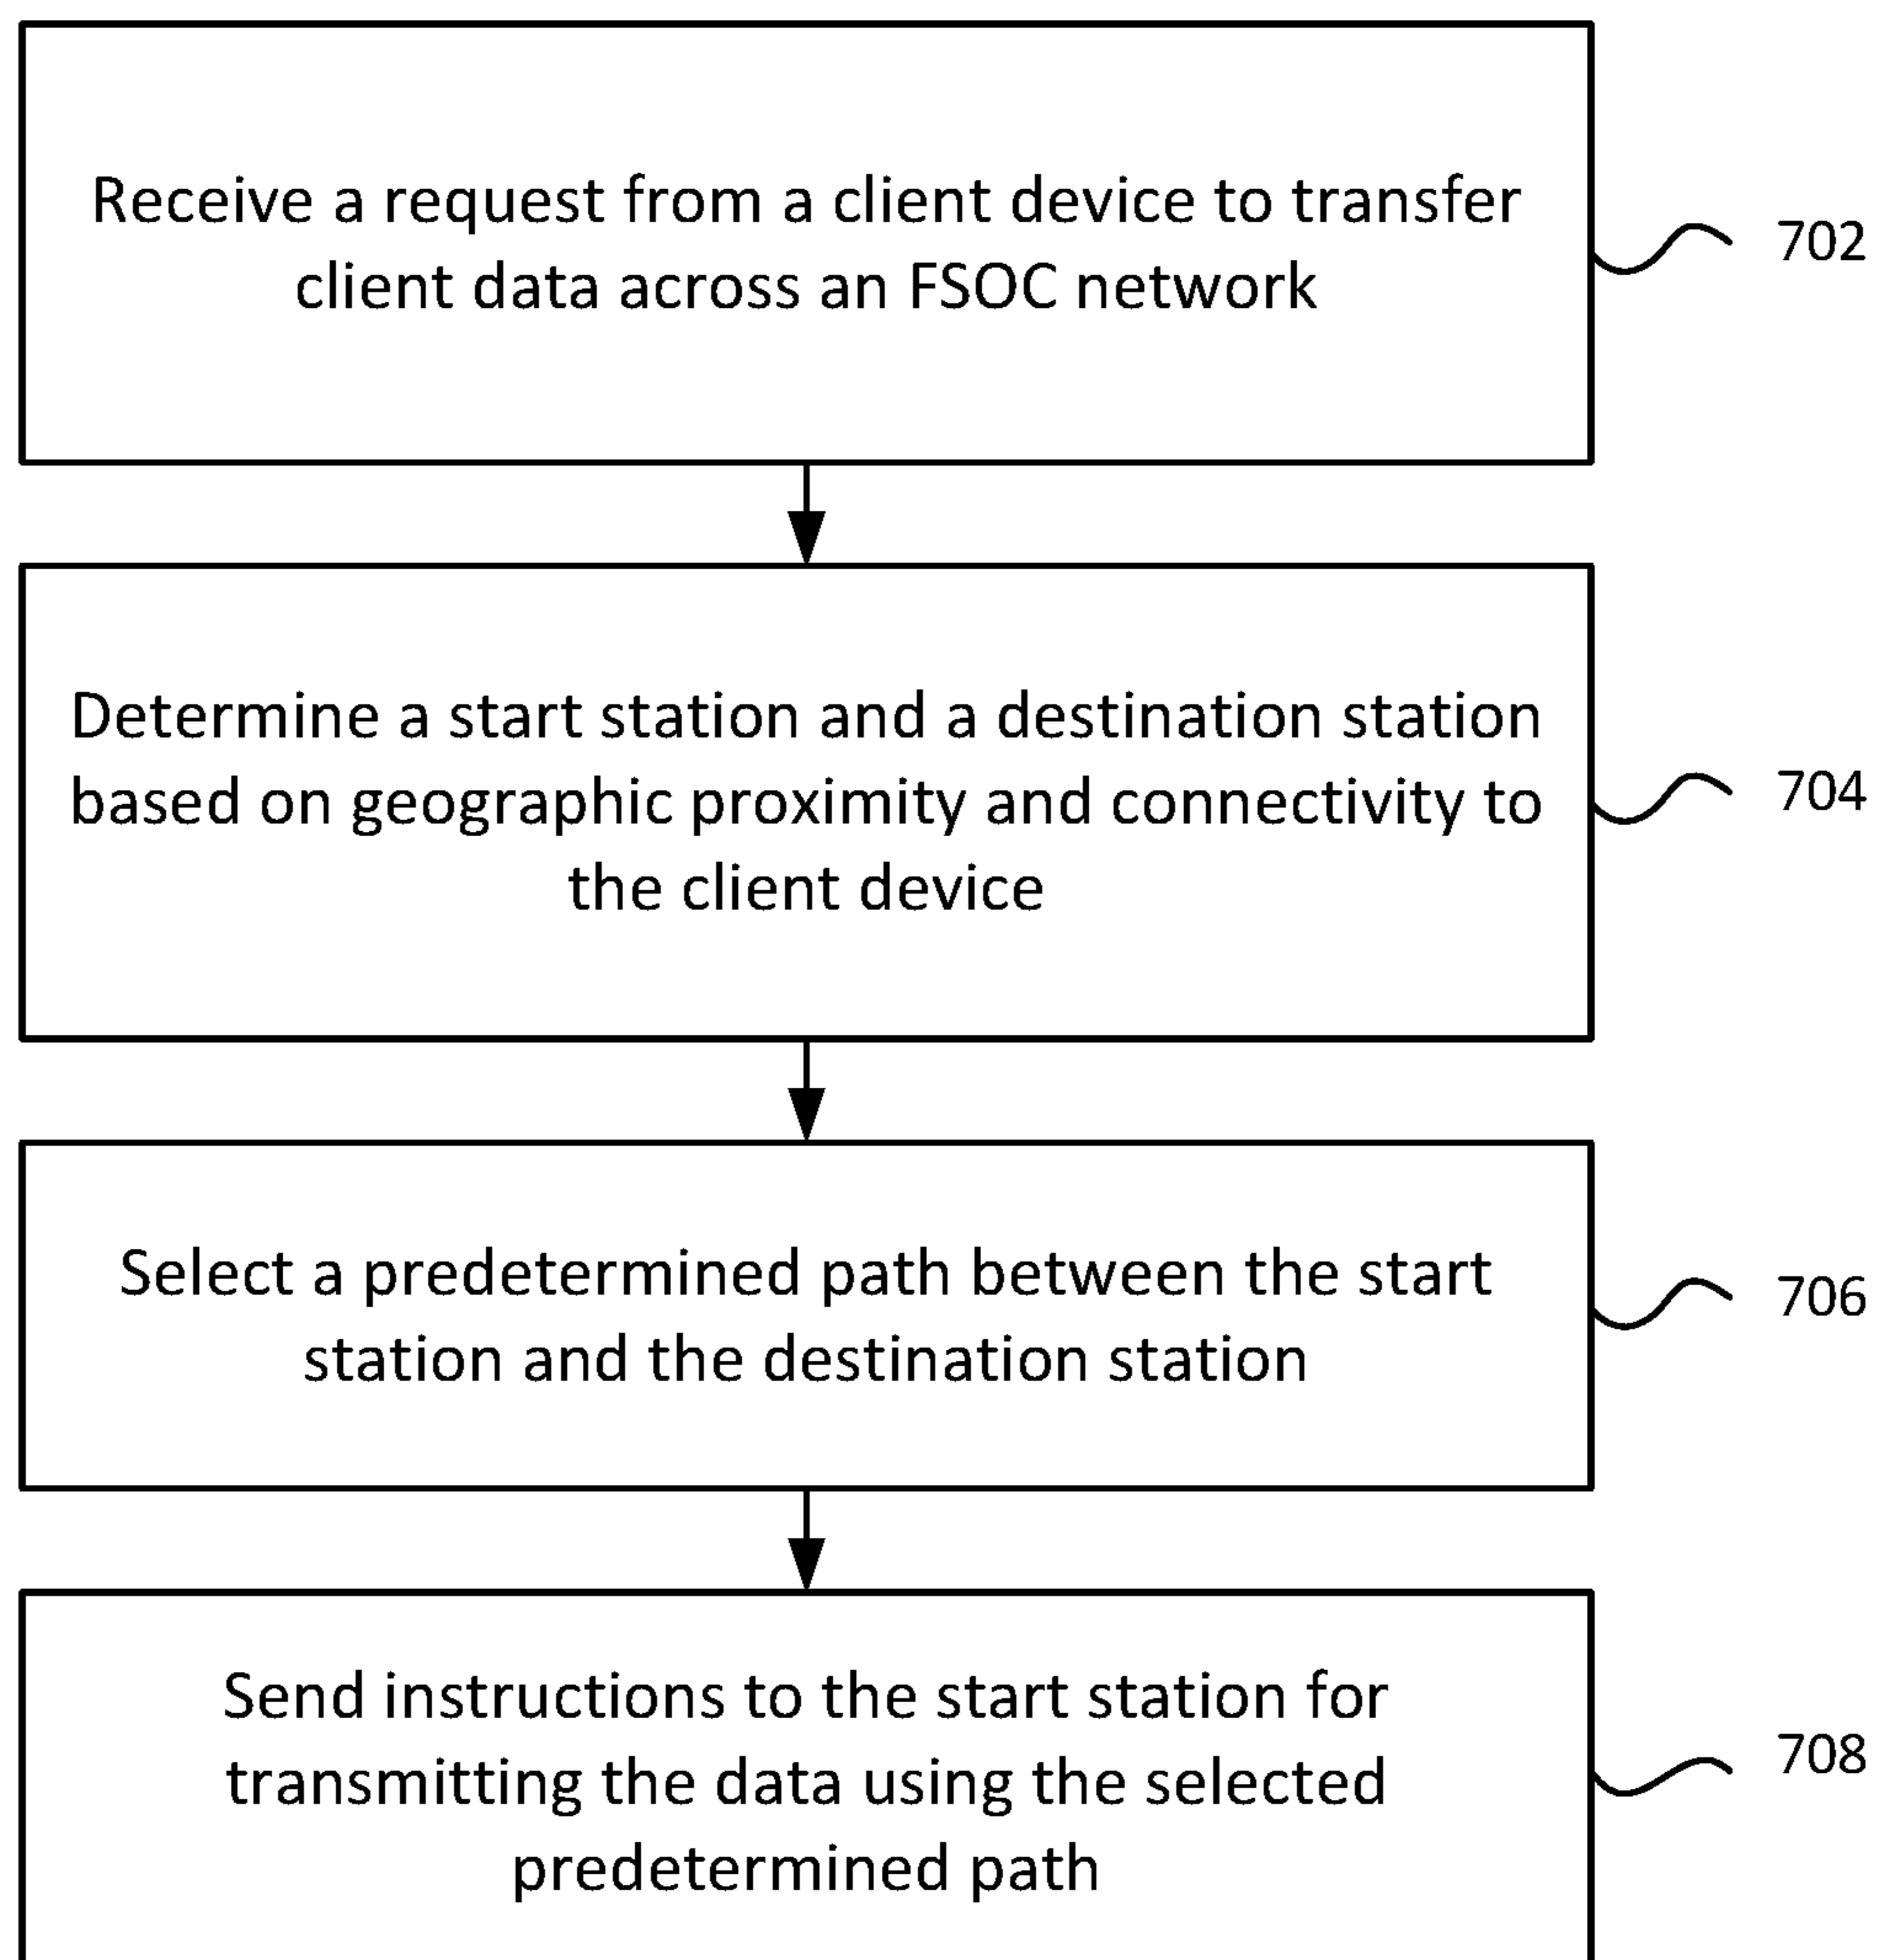 Receive a request from a client device to transfer
client data across an FSOC network
702
Determine a start station and a destination station
based on geographic proximity and connectivity to
the client device
704
Select a predetermined path between the start
station and the destination station
706
Send instructions to the start station for
transmitting the data using the selected
predetermined path
708